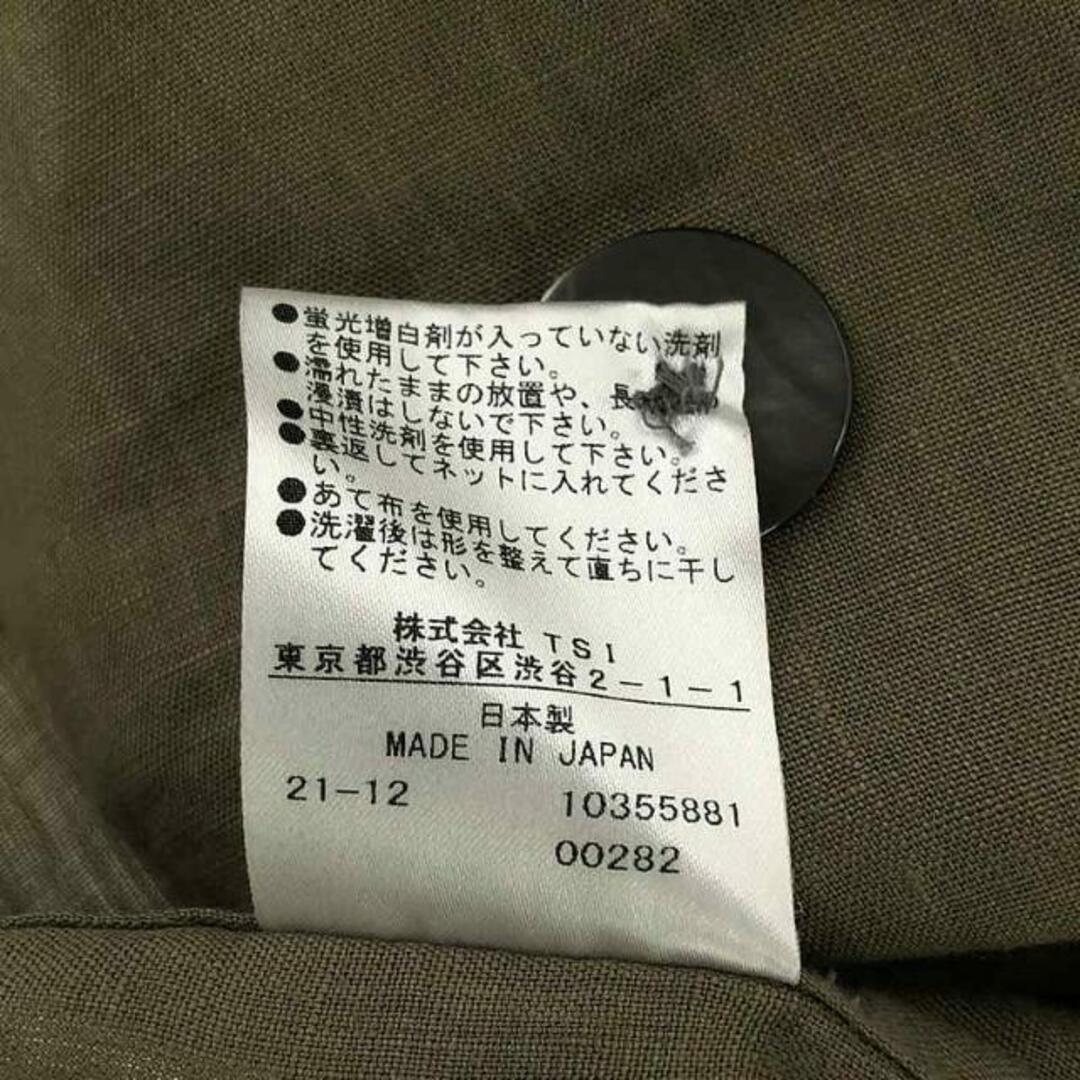 ●蛍光増白剤が入っていない洗剤
を使用して下さい。
●濡れたままの放置や、長
浸漬はしないで下さい。
●中性洗剤を使用して下さい。
●裏返してネットに入れてくださ
い。
●あて布を使用してください。
●洗濯後は形を整えて直ちに干し
てください。
株式会社 TSI
東京都渋谷区渋谷2-1-1
日本製
MADE IN JAPAN
21-12 10355881
00282